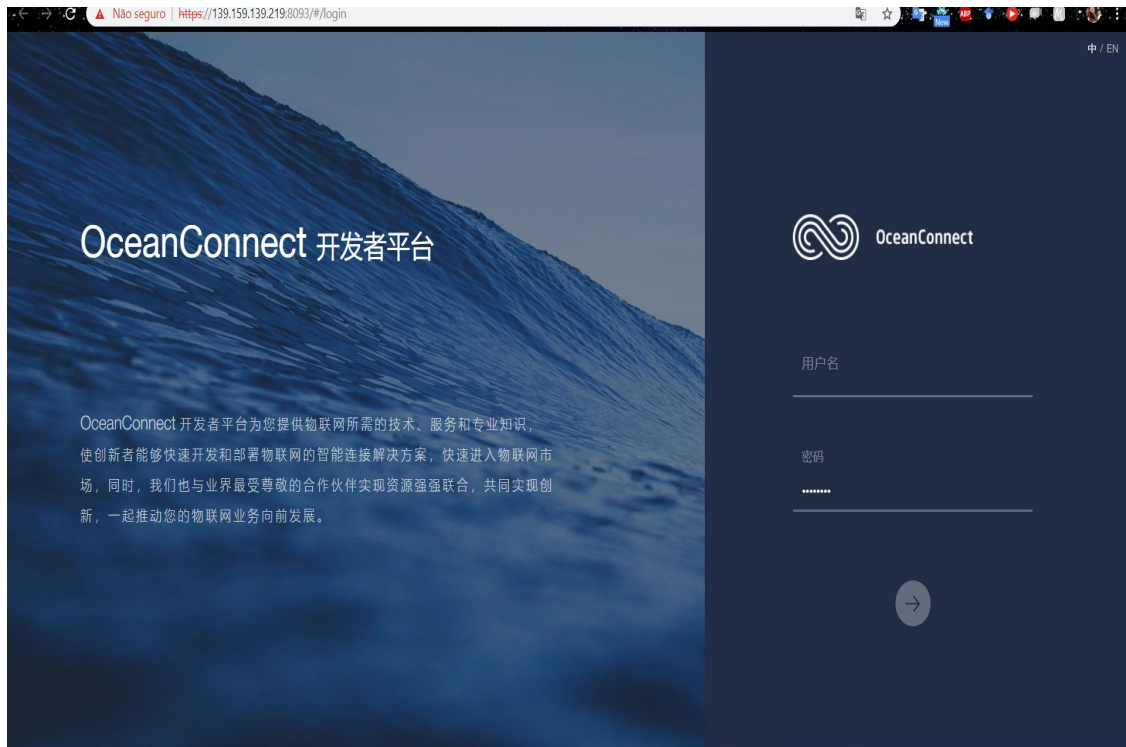 Não seguro | https://139.159.139.219:8093/#/login
New
ABP
中 / EN
OceanConnect 开发者平台
OceanConnect 开发者平台为您提供物联网所需的技术、服务和专业知识，
使创新者能够快速开发和部署物联网的智能连接解决方案，快速进入物联网市
场，同时，我们也与业界最受尊敬的合作伙伴实现资源强强联合，共同实现创
新，一起推动您的物联网业务向前发展。
OceanConnect
用户名
密码
••••••••